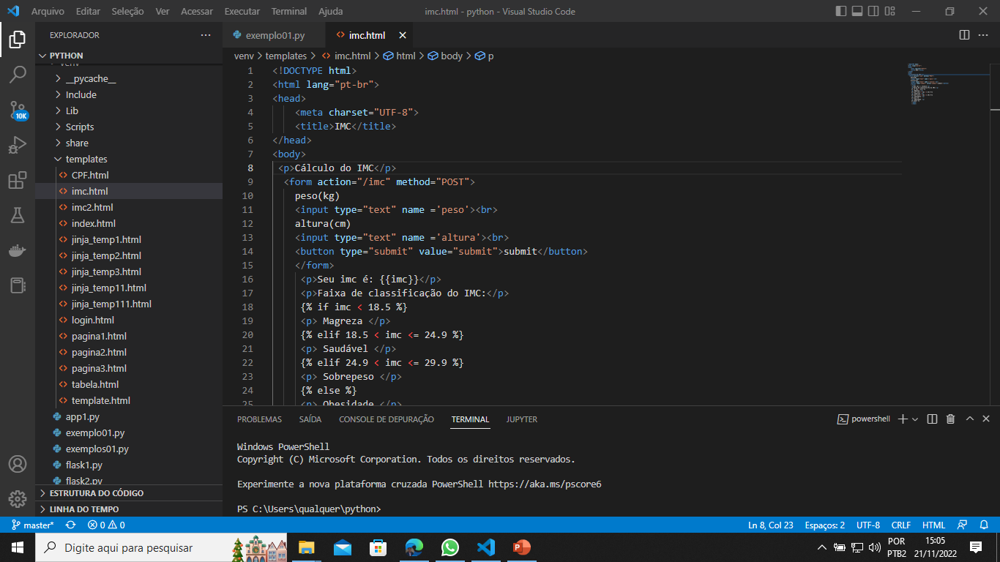 Arquivo Editar Seleção Ver Acessar Executar Terminal Ajuda imc.html - python - Visual Studio Code
EXPLORADOR
exemplo01.py imc.html
PYTHON
venv > templates > imc.html > html > body > p
venv
__pycache__
Include
Lib
Scripts
share
templates
CPF.html
imc.html
imc2.html
index.html
jinja_temp1.html
jinja_temp2.html
jinja_temp3.html
jinja_temp11.html
jinja_temp111.html
login.html
pagina1.html
pagina2.html
pagina3.html
tabela.html
template.html
app1.py
exemplo01.py
exemplos01.py
flask1.py
flask2.py
ESTRUTURA DO CÓDIGO
LINHA DO TEMPO
10K
1 <!DOCTYPE html>
2 <html lang="pt-br">
3 <head>
4 <meta charset="UTF-8">
5 <title>IMC</title>
6 </head>
7 <body>
8 <p>Cálculo do IMC</p>
9 <form action="/imc" method="POST">
10 peso(kg)
11 <input type="text" name ='peso'><br>
12 altura(cm)
13 <input type="text" name ='altura'><br>
14 <button type="submit" value="submit">submit</button>
15 </form>
16 <p>Seu imc é: {{imc}}</p>
17 <p>Faixa de classificação do IMC:</p>
18 {% if imc < 18.5 %}
19 <p> Magreza </p>
20 {% elif 18.5 < imc <= 24.9 %}
21 <p> Saudável </p>
22 {% elif 24.9 < imc <= 29.9 %}
23 <p> Sobrepeso </p>
24 {% else %}
25 <p> Obesidade </p>
PROBLEMAS SAÍDA CONSOLE DE DEPURAÇÃO TERMINAL JUPYTER powershell
Windows PowerShell
Copyright (C) Microsoft Corporation. Todos os direitos reservados.
Experimente a nova plataforma cruzada PowerShell https://aka.ms/pscore6
PS C:\Users\qualquer\python>
master* 0 0 Ln 8, Col 23 Espaços: 2 UTF-8 CRLF HTML
Digite aqui para pesquisar
POR
PTB2
15:05
21/11/2022